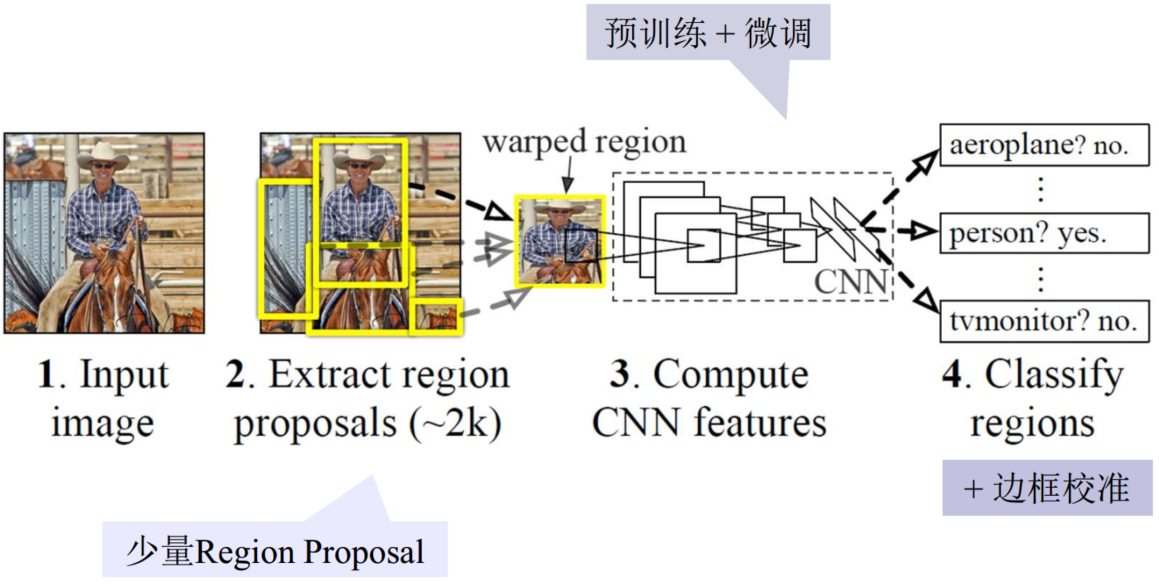 预训练 + 微调
warped region
aeroplane? no.
⋮
person? yes.
⋮
tvmonitor? no.
CNN
1. Input
image
2. Extract region
proposals (~2k)
3. Compute
CNN features
4. Classify
regions
+ 边框校准
少量Region Proposal